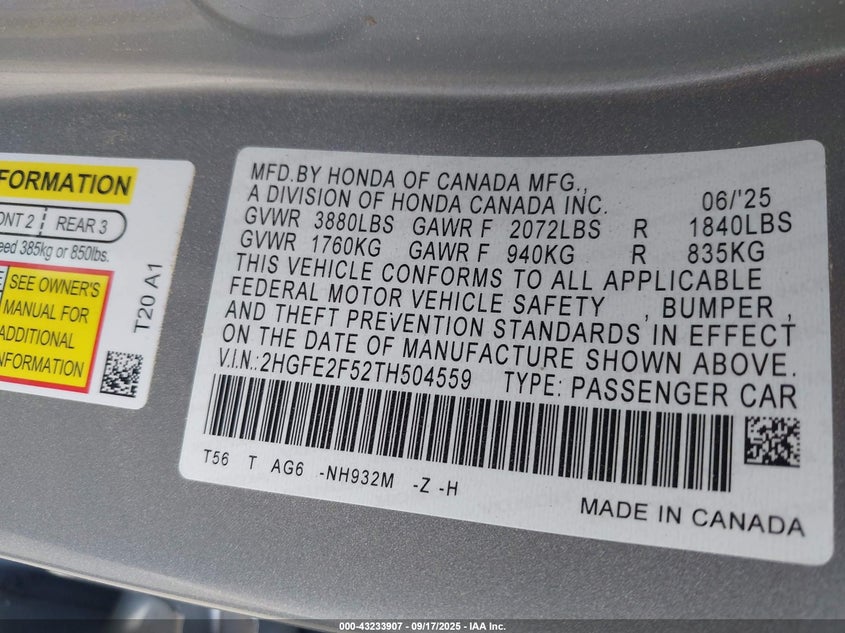 FORMATION
ONT 2 | REAR 3
eed 385kg or 850lbs.
SEE OWNER'S
MANUAL FOR
ADDITIONAL
NFORMATION
T20 A1
MFD.BY HONDA OF CANADA MFG.,
A DIVISION OF HONDA CANADA INC. 06/'25
GVWR 3880LBS GAWR F 2072LBS R 1840LBS
GVWR 1760KG GAWR F 940KG R 835KG
THIS VEHICLE CONFORMS TO ALL APPLICABLE
FEDERAL MOTOR VEHICLE SAFETY , BUMPER ,
AND THEFT PREVENTION STANDARDS IN EFFECT
ON THE DATE OF MANUFACTURE SHOWN ABOVE.
V.I.N.:2HGFE2F52TH504559 TYPE: PASSENGER CAR
T56 T AG6 -NH932M -Z -H
MADE IN CANADA
000-43233907 - 09/17/2025 - IAA Inc.